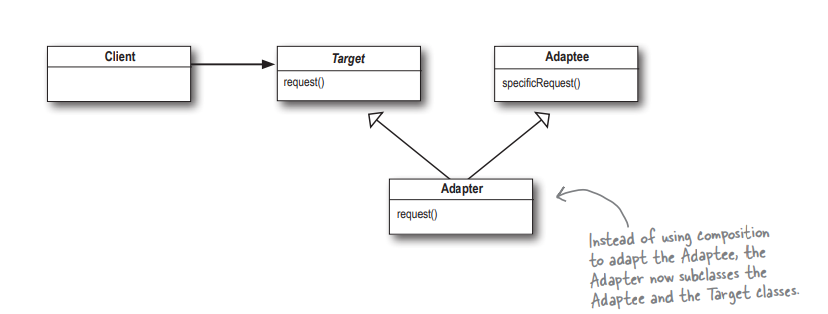 Client
Target
request()
Adaptee
specificRequest()
Adapter
request()
Instead of using composition
to adapt the Adaptee, the
Adapter now subclasses the
Adaptee and the Target classes.